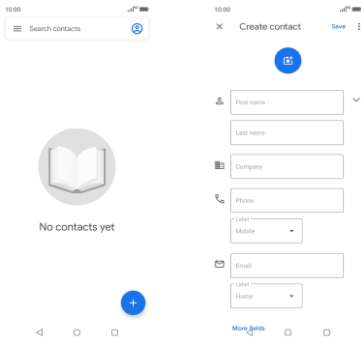 10:00
Search contacts
No contacts yet
10:00
Create contact
Save
First name
Last name
Company
Phone
Label
Mobile
Email
Label
Home
More fields